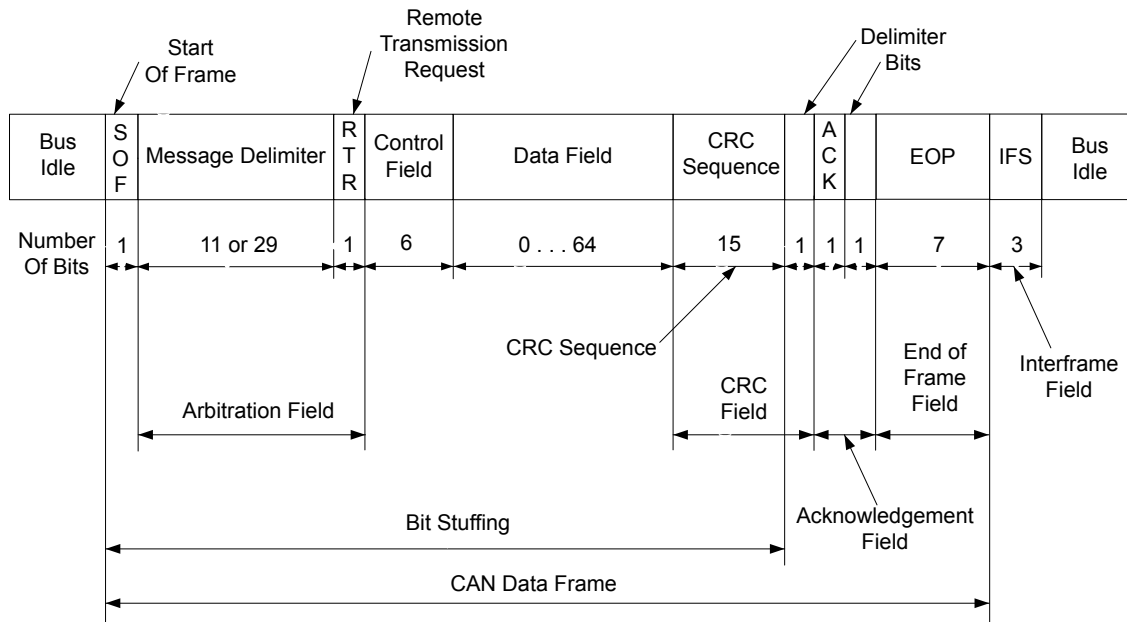 Start
Of Frame
Remote
Transmission
Request
Delimiter
Bits
Bus
Idle
S
O
F
Message Delimiter
R
T
R
Control
Field
Data Field
CRC
Sequence
A
C
K
EOP
IFS
Bus
Idle
Number
Of Bits
1
11 or 29
1
6
0 . . . 64
15
1
1
1
7
3
CRC Sequence
End of
Frame
Field
Interframe
Field
Arbitration Field
CRC
Field
Bit Stuffing
Acknowledgement
Field
CAN Data Frame